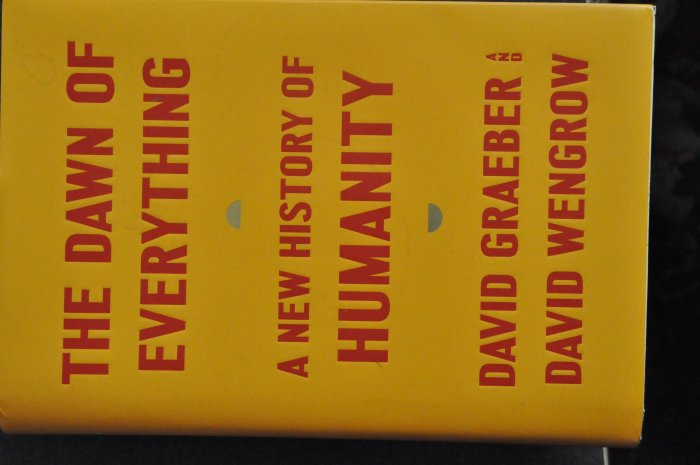 THE DAWN OF
EVERYTHING
A NEW HISTORY OF
HUMANITY
DAVID GRAEBER AND
DAVID WENGROW